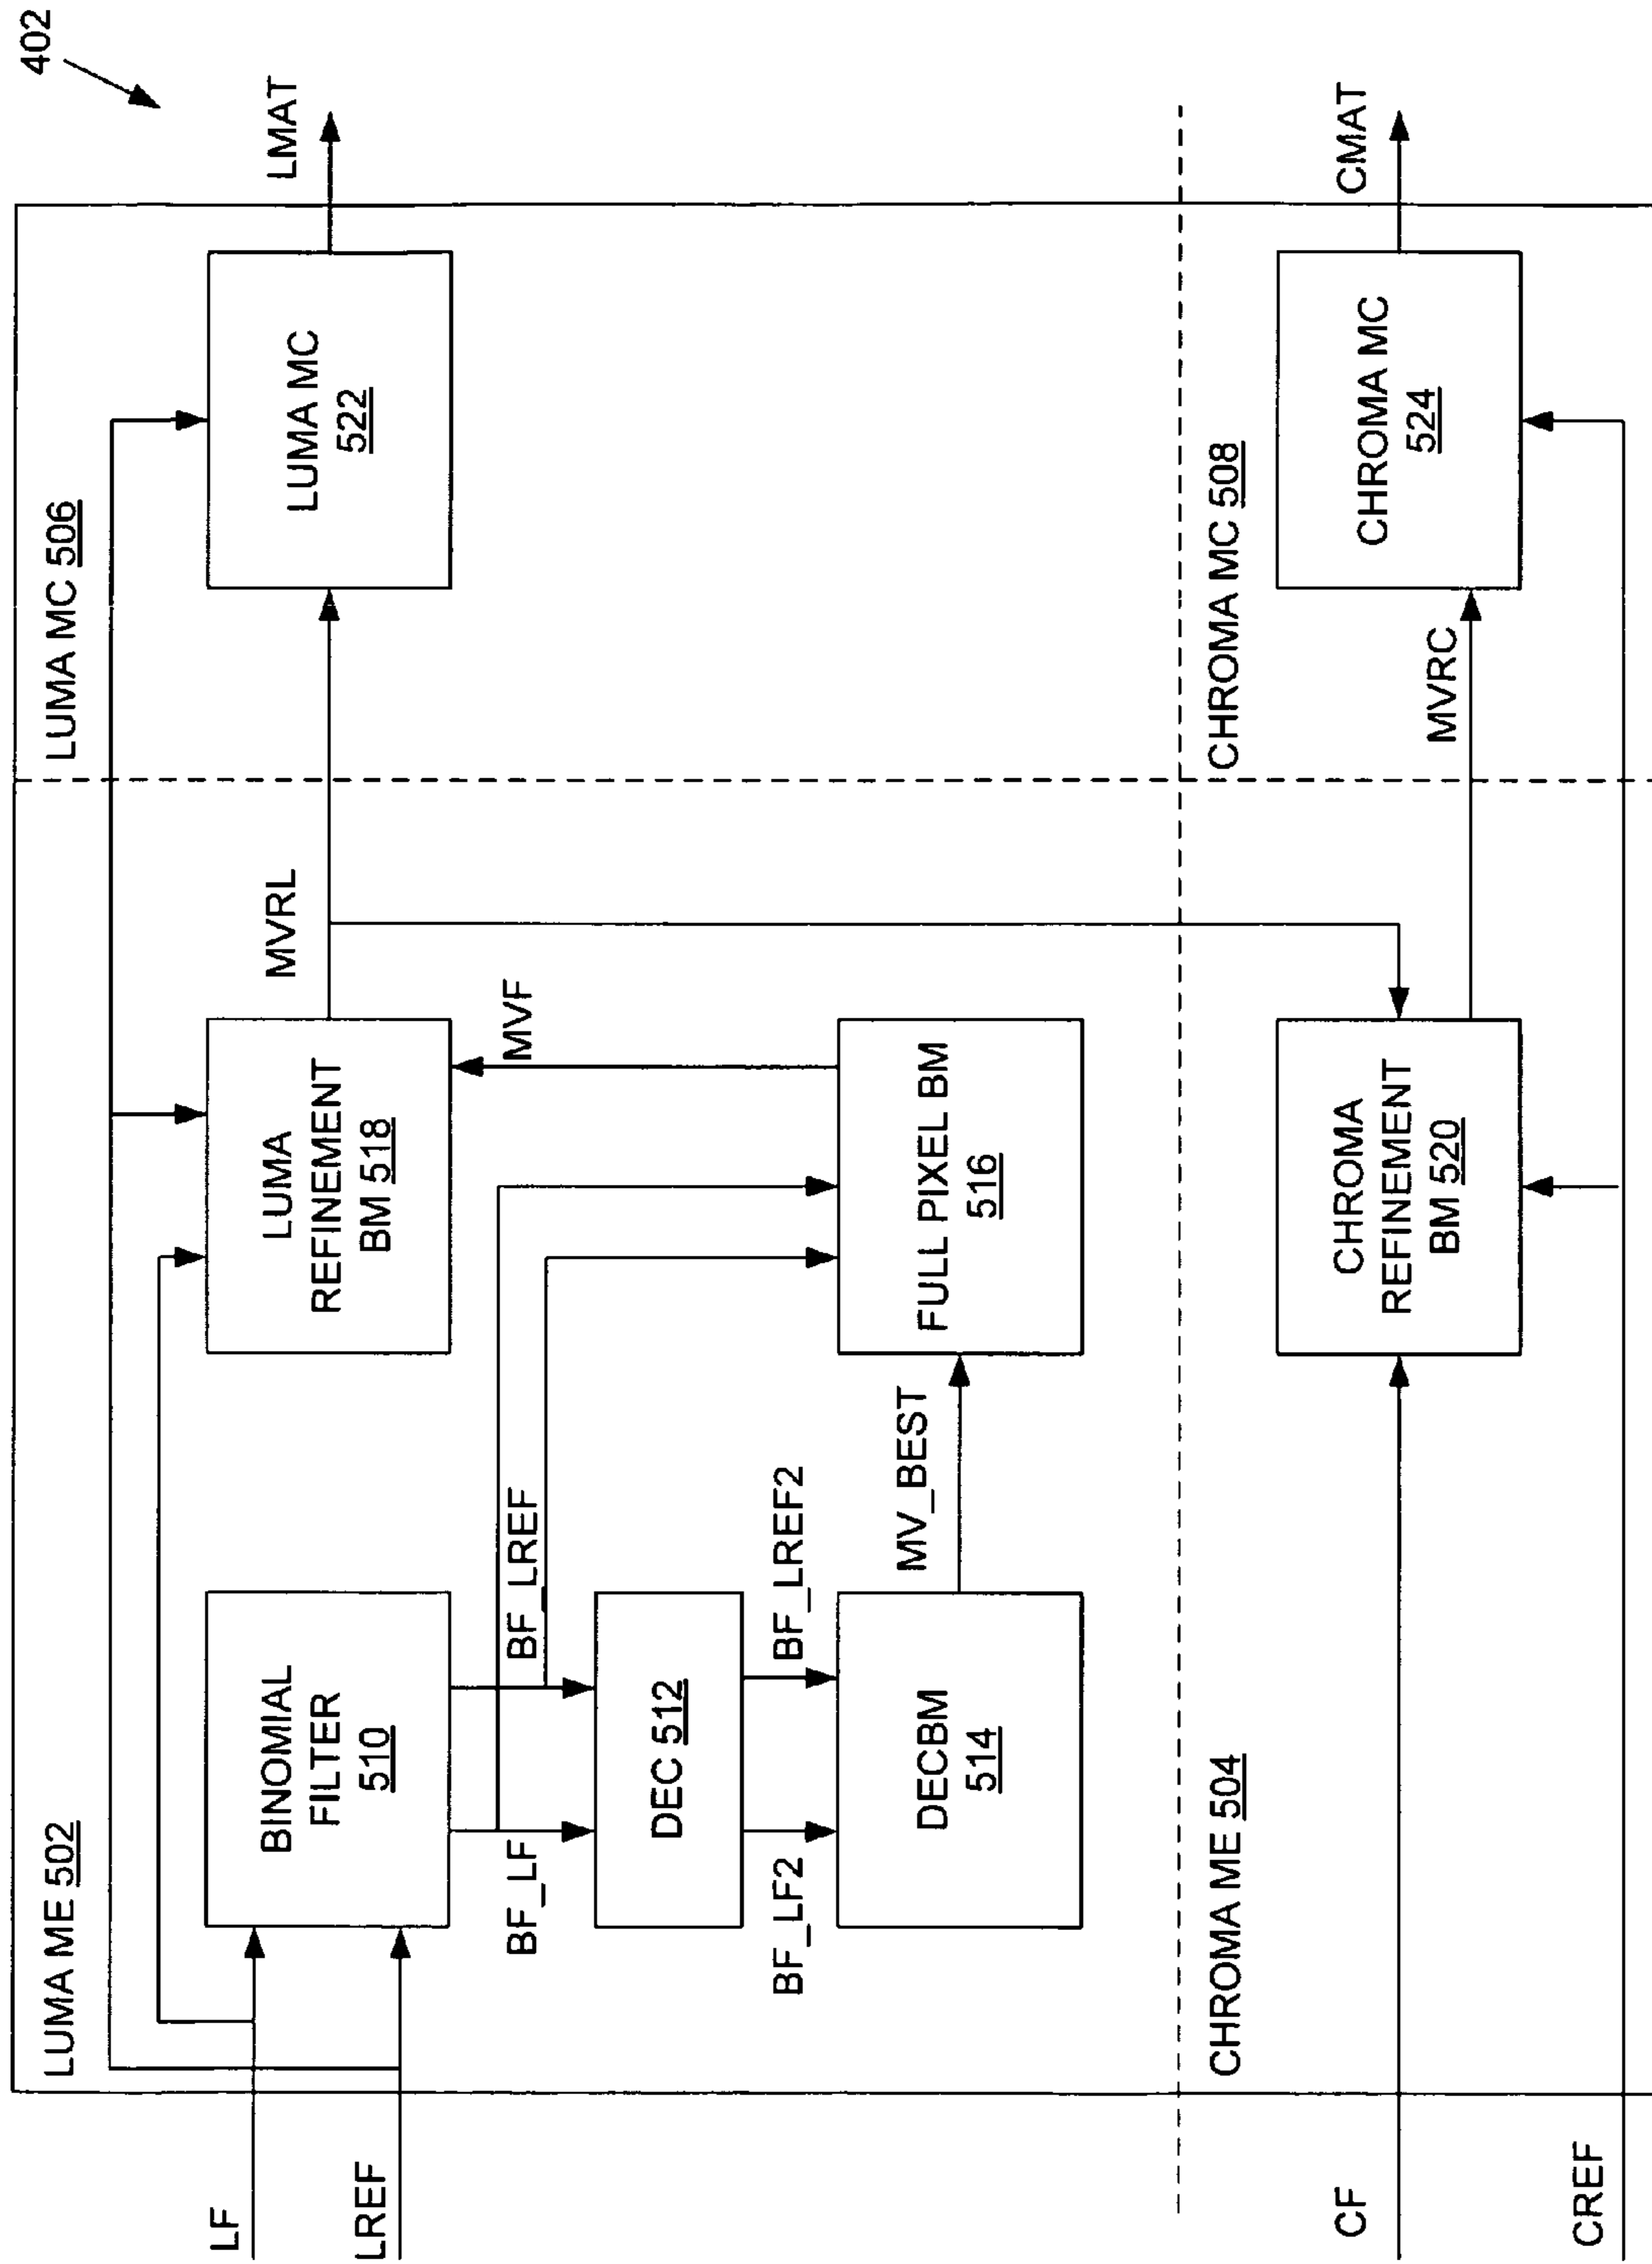 402
LUMA ME 502
LUMA MC 506
LF
LREF
BINOMIAL
FILTER
510
LUMA
REFINEMENT
BM 518
MVRL
LUMA MC
522
LMAT
BF_LF
BF_LREF
MVF
DEC 512
BF_LF2
BF_LREF2
DECBM
514
MV_BEST
FULL PIXEL BM
516
CHROMA ME 504
CHROMA MC 508
CF
CREF
CHROMA
REFINEMENT
BM 520
MVRC
CHROMA MC
524
CMAT